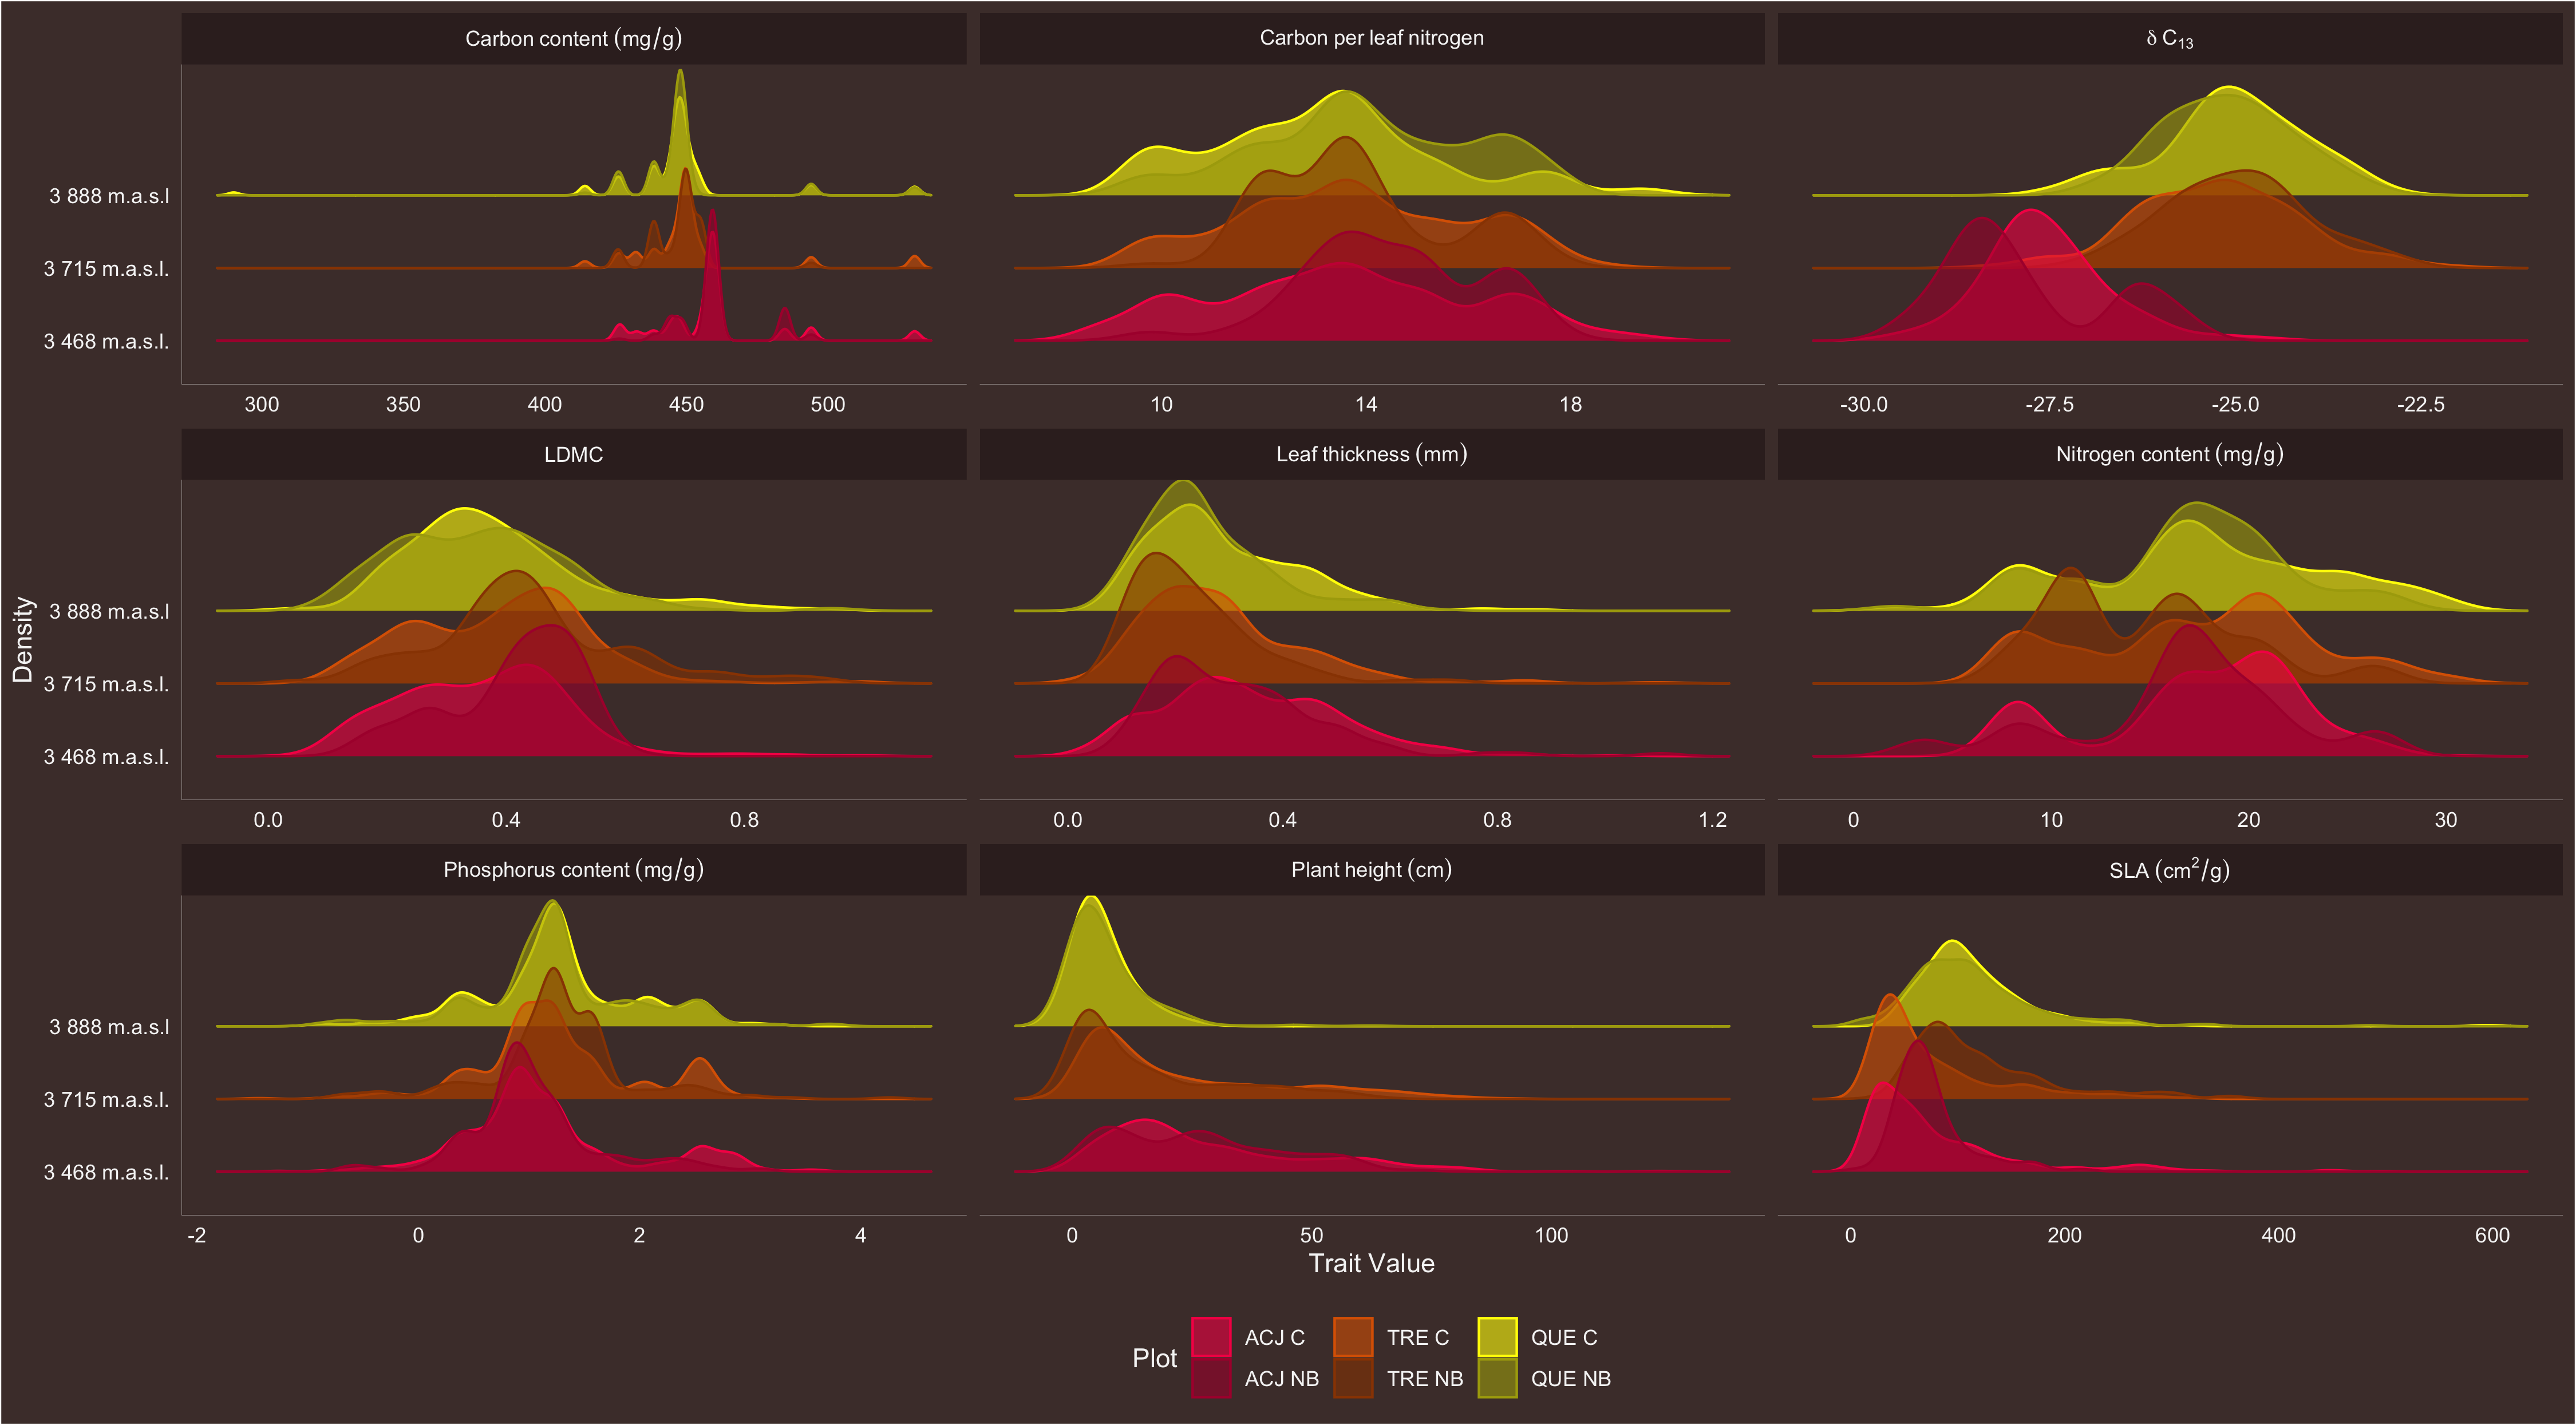 Carbon content (mg/g)
Carbon per leaf nitrogen
δ C₁₃
3 888 m.a.s.l
3 715 m.a.s.l.
3 468 m.a.s.l.
300 350 400 450 500
10 14 18
-30.0 -27.5 -25.0 -22.5
LDMC
Leaf thickness (mm)
Nitrogen content (mg/g)
Density
3 888 m.a.s.l
3 715 m.a.s.l.
3 468 m.a.s.l.
0.0 0.4 0.8
0.0 0.4 0.8 1.2
0 10 20 30
Phosphorus content (mg/g)
Plant height (cm)
SLA (cm²/g)
3 888 m.a.s.l
3 715 m.a.s.l.
3 468 m.a.s.l.
-2 0 2 4
0 50 100
0 200 400 600
Trait Value
Plot
ACJ C TRE C QUE C
ACJ NB TRE NB QUE NB